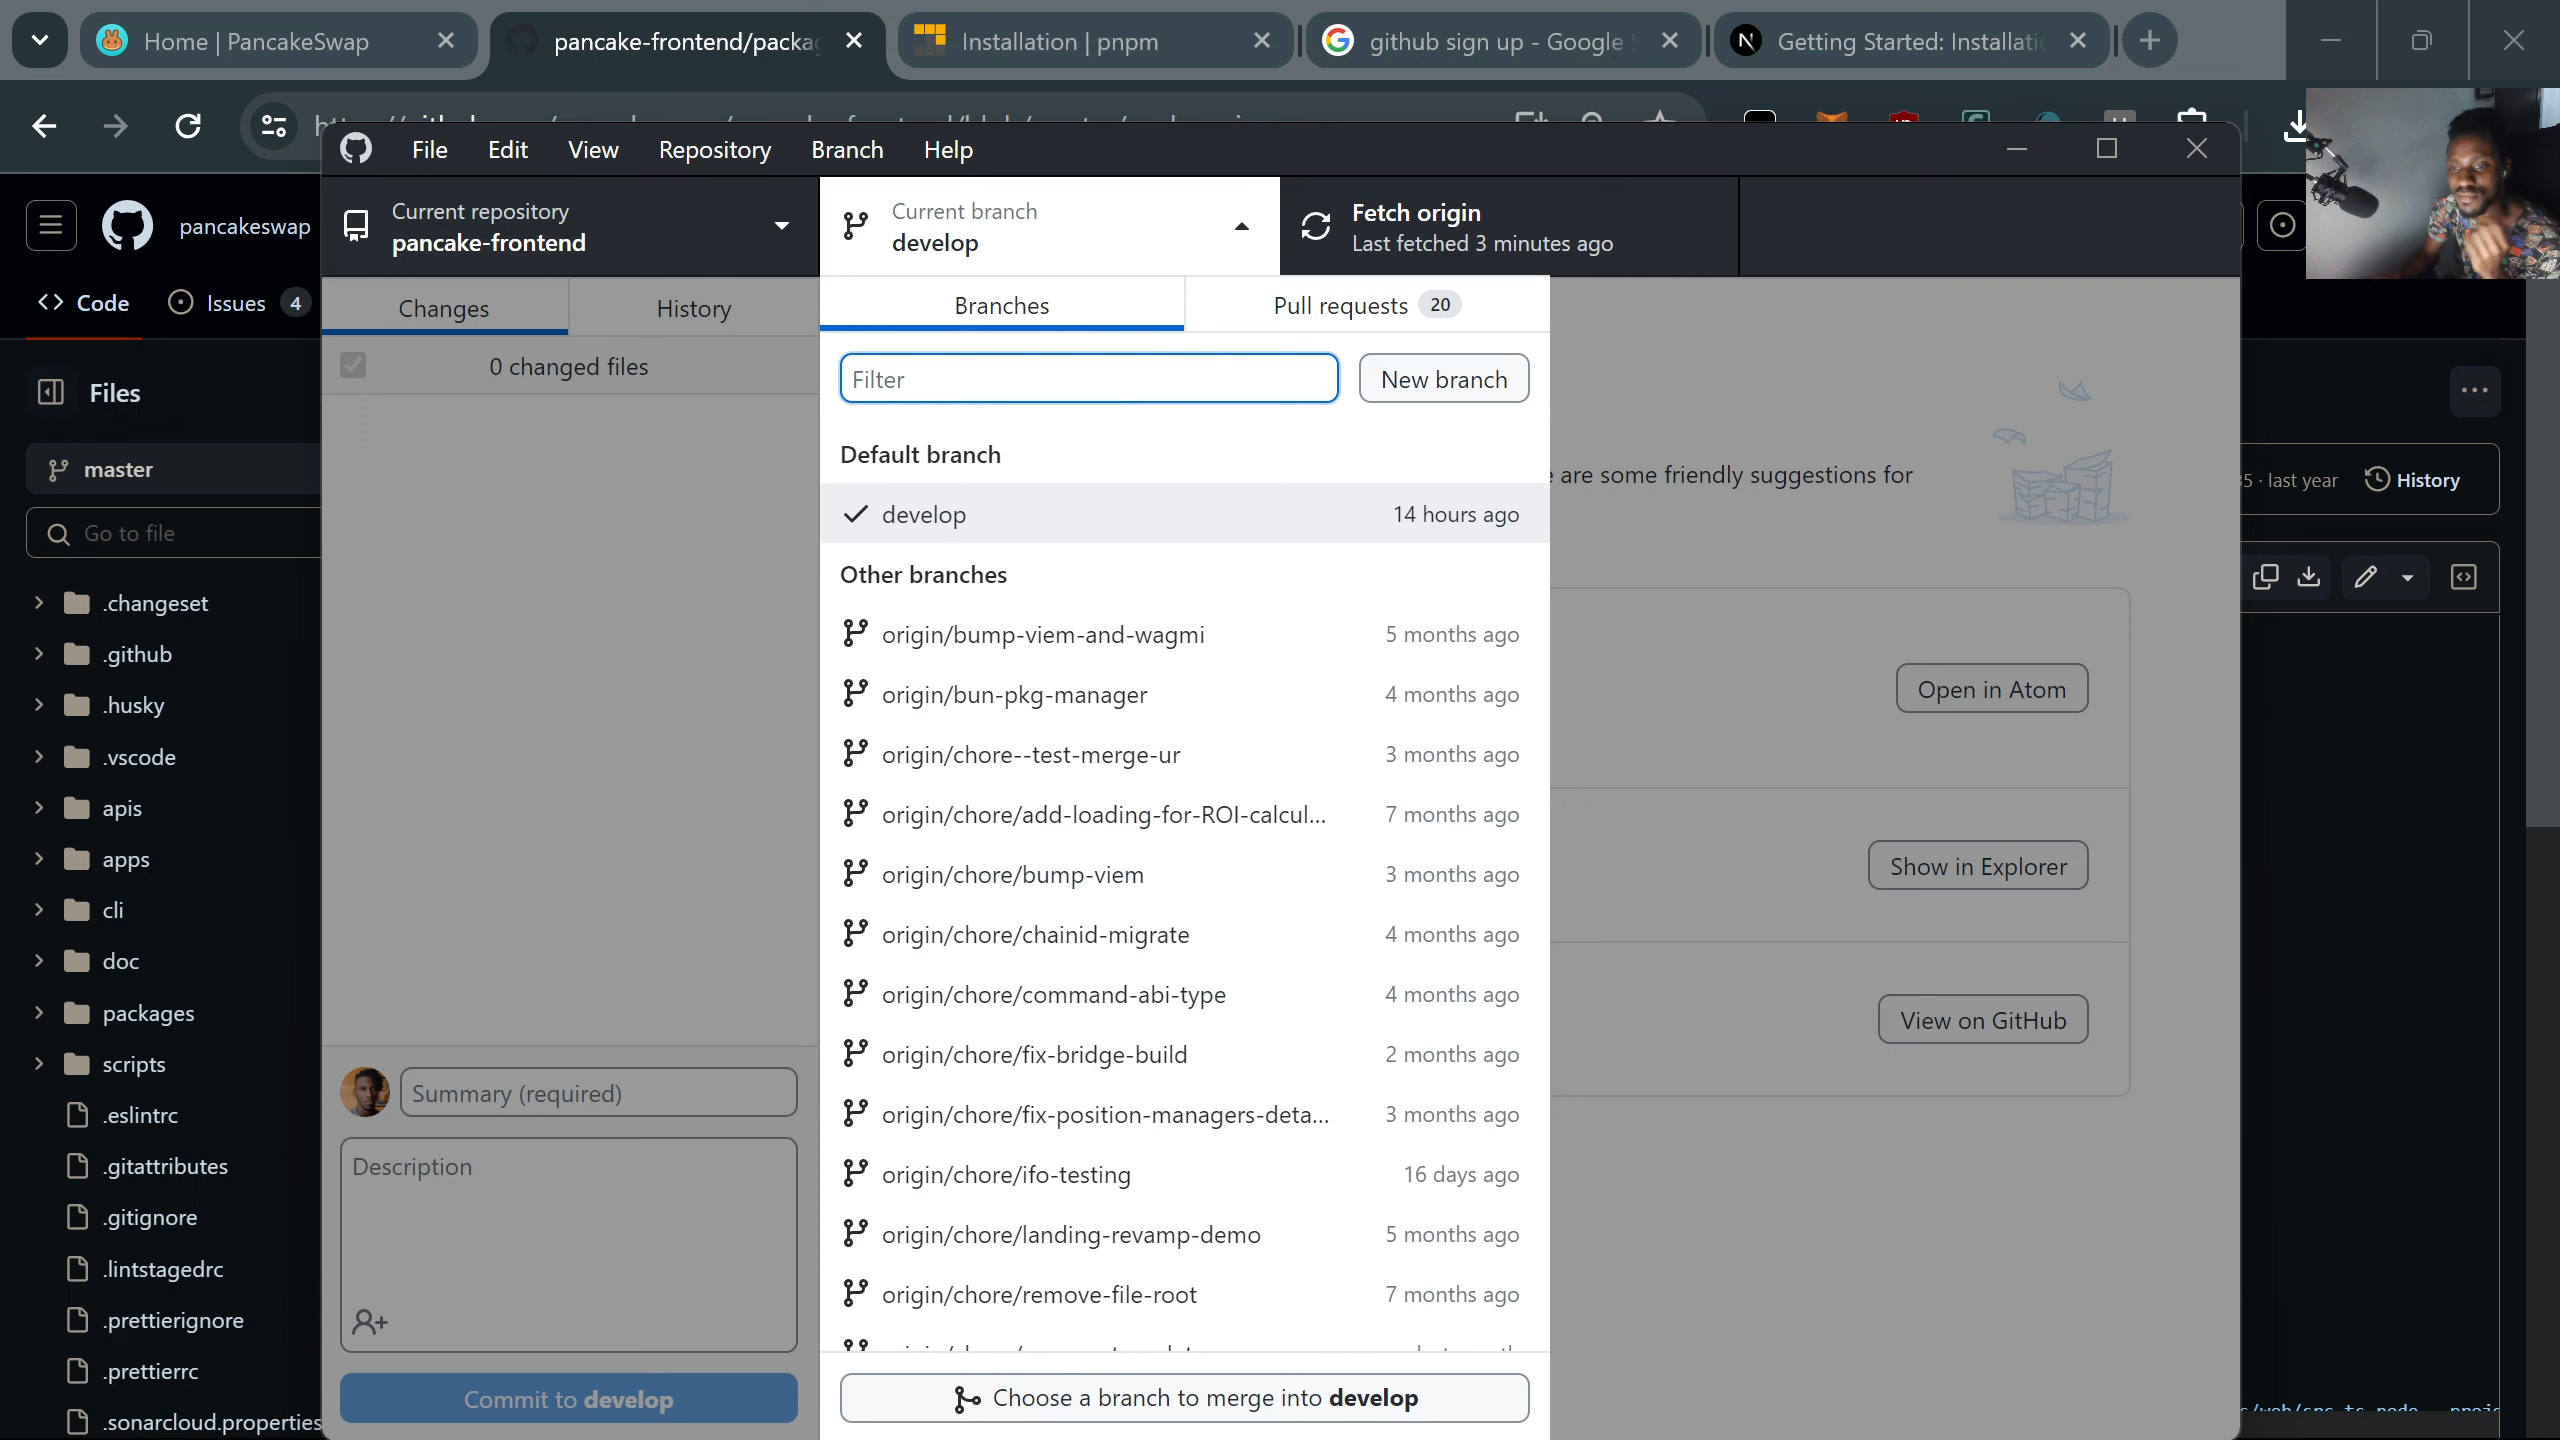 Home | PancakeSwap
pancake-frontend/packa
Installation | pnpm
github sign up - Google
Getting Started: Installati
File Edit View Repository Branch Help
Current repository
pancake-frontend
Current branch
develop
Fetch origin
Last fetched 3 minutes ago
pancakeswap
Code
Issues 4
Changes
History
Branches
Pull requests 20
0 changed files
Filter
New branch
Files
master
Go to file
Default branch
develop 14 hours ago
are some friendly suggestions for
5 · last year
History
Other branches
origin/bump-viem-and-wagmi 5 months ago
origin/bun-pkg-manager 4 months ago
origin/chore--test-merge-ur 3 months ago
origin/chore/add-loading-for-ROI-calcul... 7 months ago
origin/chore/bump-viem 3 months ago
origin/chore/chainid-migrate 4 months ago
origin/chore/command-abi-type 4 months ago
origin/chore/fix-bridge-build 2 months ago
origin/chore/fix-position-managers-deta... 3 months ago
origin/chore/ifo-testing 16 days ago
origin/chore/landing-revamp-demo 5 months ago
origin/chore/remove-file-root 7 months ago
Choose a branch to merge into develop
Open in Atom
Show in Explorer
View on GitHub
.changeset
.github
.husky
.vscode
apis
apps
cli
doc
packages
scripts
.eslintrc
.gitattributes
.gitignore
.lintstagedrc
.prettierignore
.prettierrc
.sonarcloud.properties
Summary (required)
Description
Commit to develop